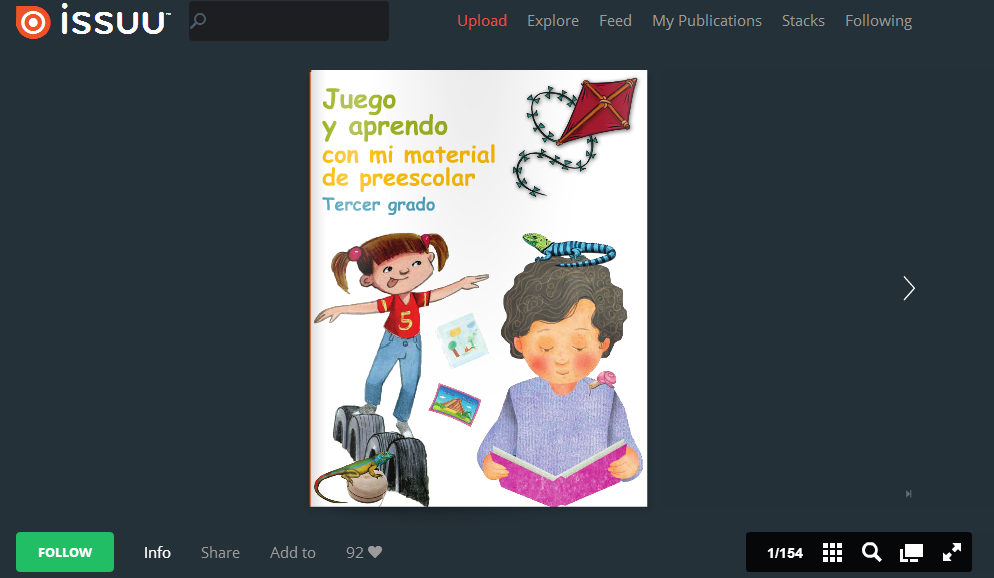 issuu™
Upload Explore Feed My Publications Stacks Following
Juego
y aprendo
con mi material
de preescolar
Tercer grado
5
FOLLOW Info Share Add to 92 1/154